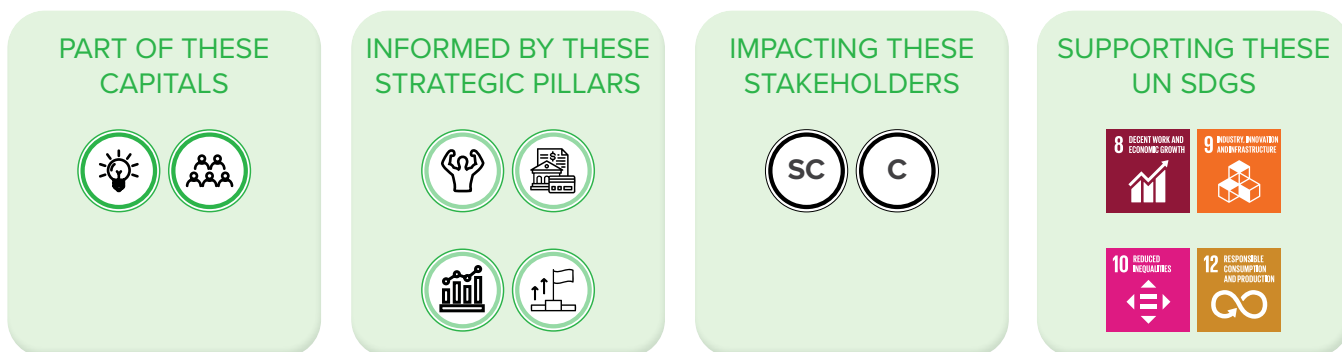 PART OF THESE
CAPITALS
INFORMED BY THESE
STRATEGIC PILLARS
$
IMPACTING THESE
STAKEHOLDERS
SC
C
SUPPORTING THESE
UN SDGS
8 DECENT WORK AND
ECONOMIC GROWTH
9 INDUSTRY, INNOVATION
AND INFRASTRUCTURE
10 REDUCED
INEQUALITIES
12 RESPONSIBLE
CONSUMPTION
AND PRODUCTION